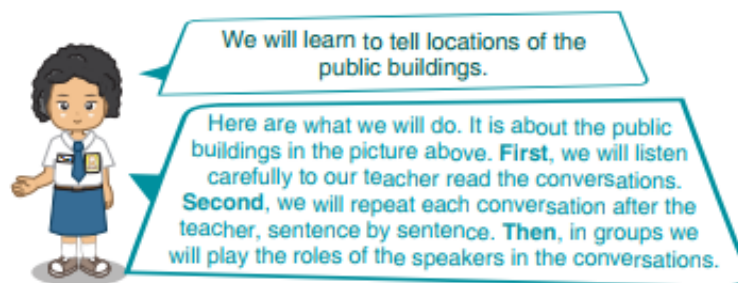 We will learn to tell locations of the
public buildings.
Here are what we will do. It is about the public
buildings in the picture above. First, we will listen
carefully to our teacher read the conversations.
Second, we will repeat each conversation after the
teacher, sentence by sentence. Then, in groups we
will play the roles of the speakers in the conversations.